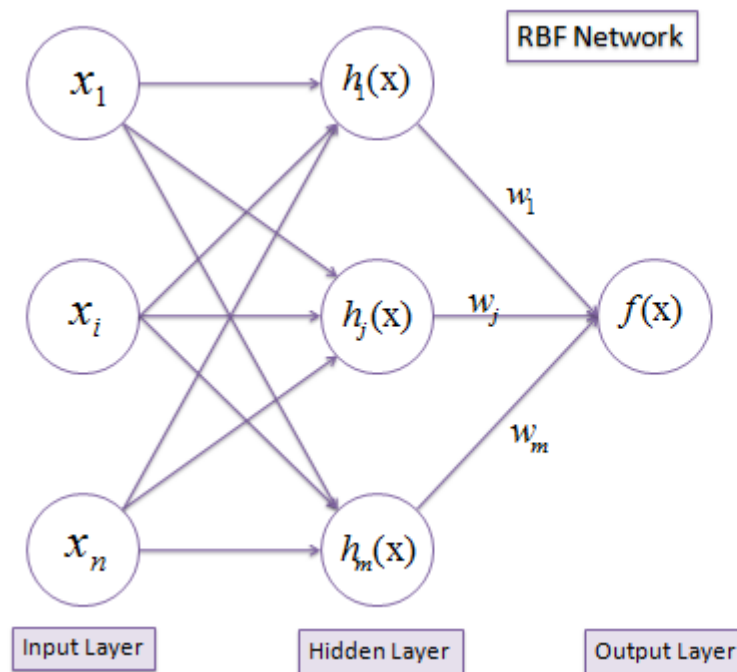 RBF Network
x₁
h₁(x)
w₁
xᵢ
hⱼ(x)
wⱼ
f(x)
wₘ
xₙ
hₘ(x)
Input Layer
Hidden Layer
Output Layer